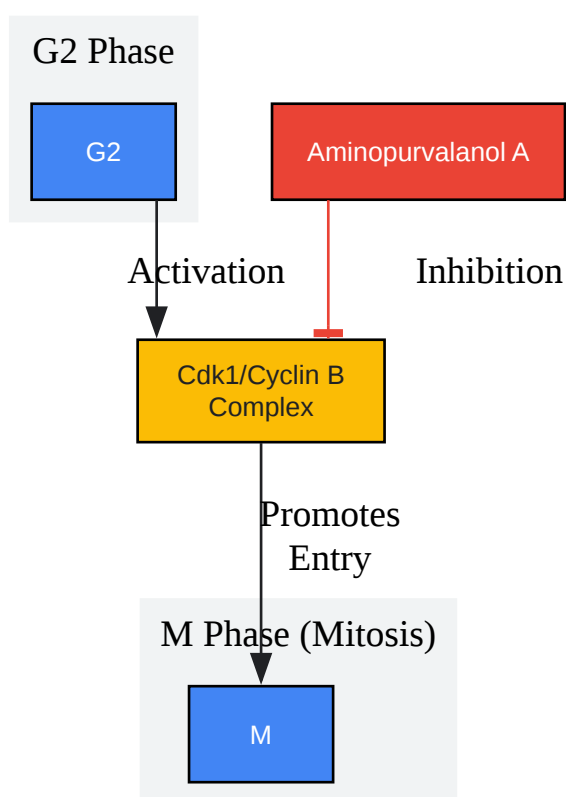 G2 Phase
G2
Aminopurvalanol A
Activation
Inhibition
Cdk1/Cyclin B
Complex
Promotes
Entry
M Phase (Mitosis)
M